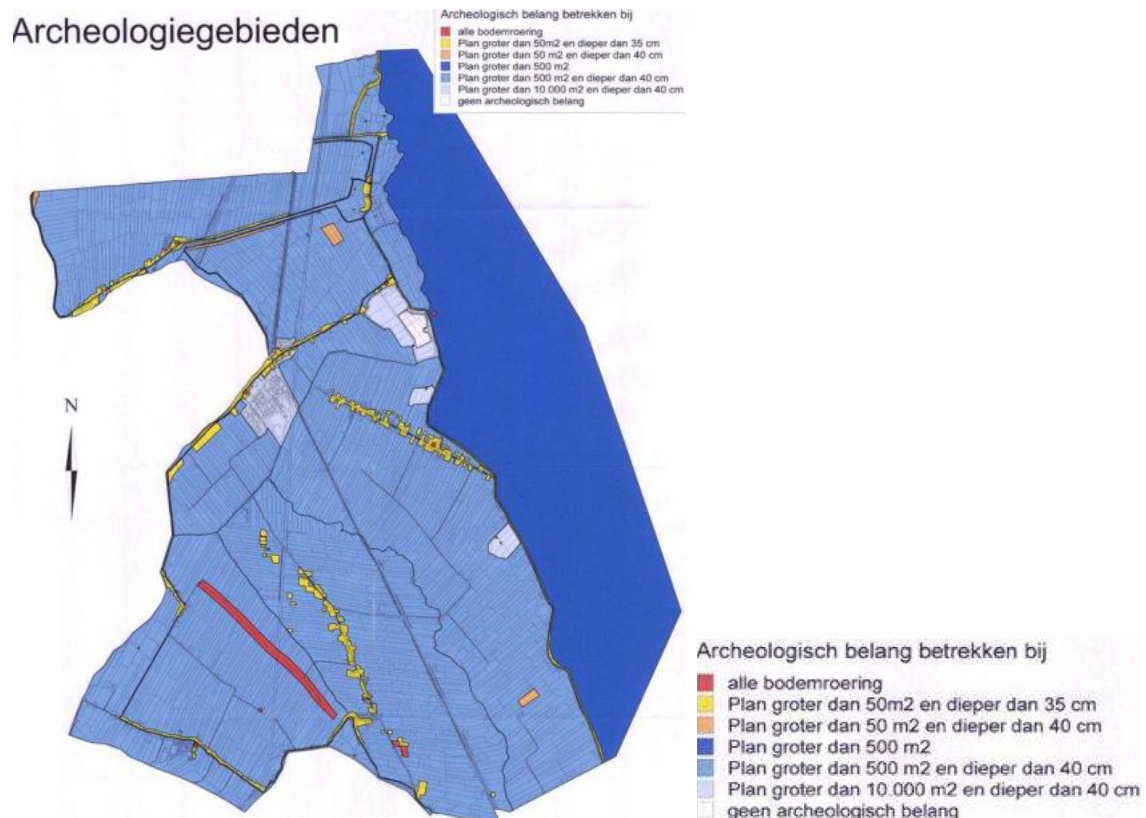 Archeologiegebieden
Archeologisch belang betrekken bij
alle bodemroering
Plan groter dan 50m2 en dieper dan 35 cm
Plan groter dan 50 m2 en dieper dan 40 cm
Plan groter dan 500 m2
Plan groter dan 500 m2 en dieper dan 40 cm
Plan groter dan 10.000 m2 en dieper dan 40 cm
geen archeologisch belang
N
Archeologisch belang betrekken bij
alle bodemroering
Plan groter dan 50m2 en dieper dan 35 cm
Plan groter dan 50 m2 en dieper dan 40 cm
Plan groter dan 500 m2
Plan groter dan 500 m2 en dieper dan 40 cm
Plan groter dan 10.000 m2 en dieper dan 40 cm
geen archeologisch belang